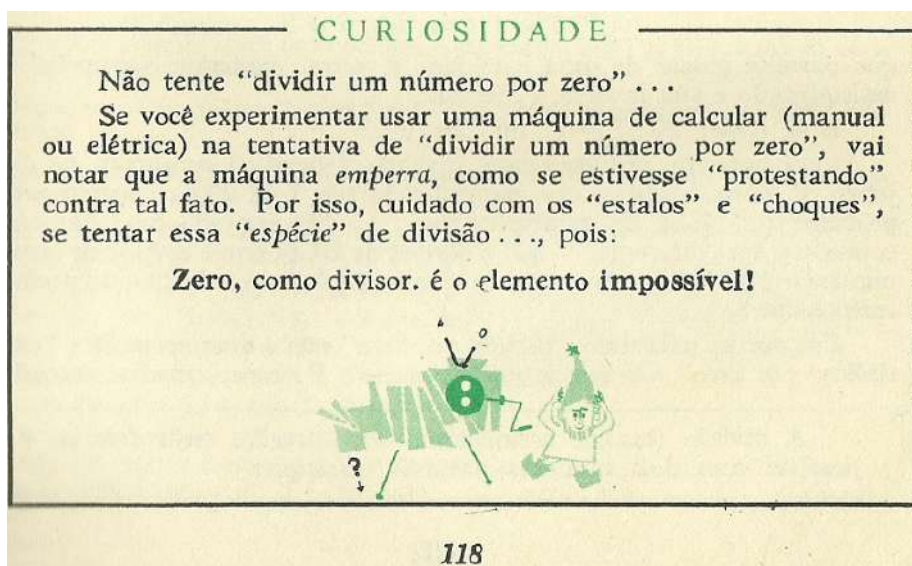 CURIOSIDADE
Não tente “dividir um número por zero” ...
Se você experimentar usar uma máquina de calcular (manual
ou elétrica) na tentativa de “dividir um número por zero”, vai
notar que a máquina emperra, como se estivesse “protestando”
contra tal fato. Por isso, cuidado com os “estalos” e “choques”,
se tentar essa “espécie” de divisão ..., pois:
Zero, como divisor. é o elemento impossível!
?
118